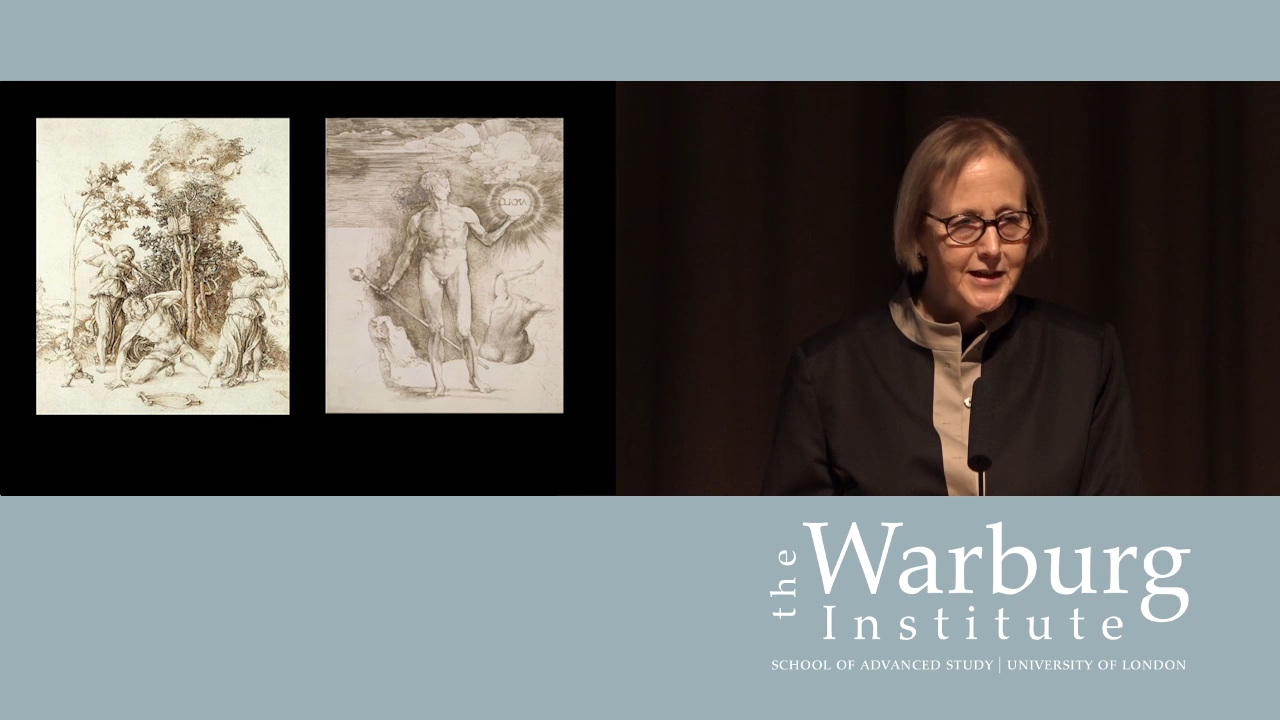 the Warburg
Institute
SCHOOL OF ADVANCED STUDY | UNIVERSITY OF LONDON